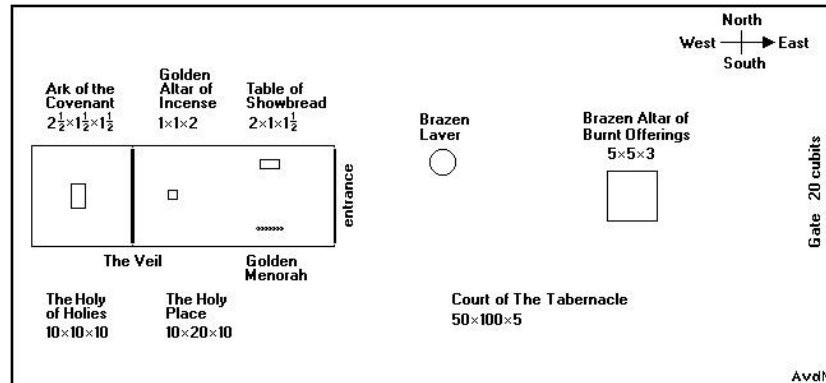 North
West East
South
Ark of the
Covenant
2½×1½×1½
Golden
Altar of
Incense
1×1×2
Table of
Showbread
2×1×1½
Brazen
Laver
Brazen Altar of
Burnt Offerings
5×5×3
entrance
Gate 20 cubits
The Veil
Golden
Menorah
The Holy
of Holies
10×10×10
The Holy
Place
10×20×10
Court of The Tabernacle
50×100×5